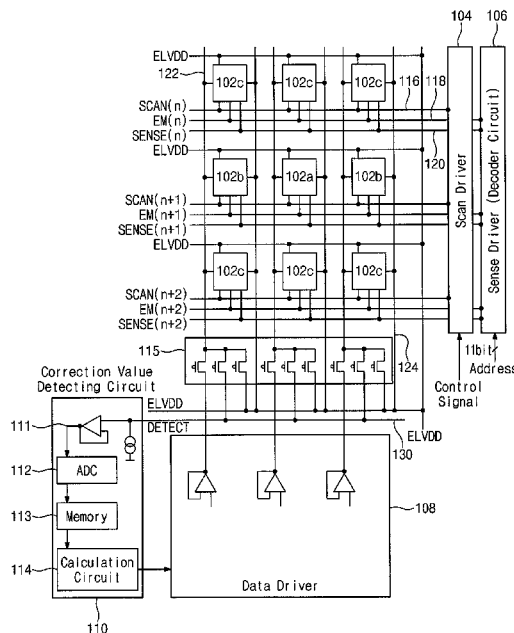 104
106
ELVDD
122
102c
102c
102c
116
118
SCAN(n)
EM(n)
SENSE(n)
120
ELVDD
102b
102a
102b
SCAN(n+1)
EM(n+1)
SENSE(n+1)
ELVDD
102c
102c
102c
SCAN(n+2)
EM(n+2)
SENSE(n+2)
Scan Driver
Sense Driver (Decoder Circuit)
115
124
11bit
Address
Control
Signal
Correction Value
Detecting Circuit
ELVDD
111
DETECT
130
ELVDD
112
ADC
113
Memory
108
114
Calculation
Circuit
Data Driver
110